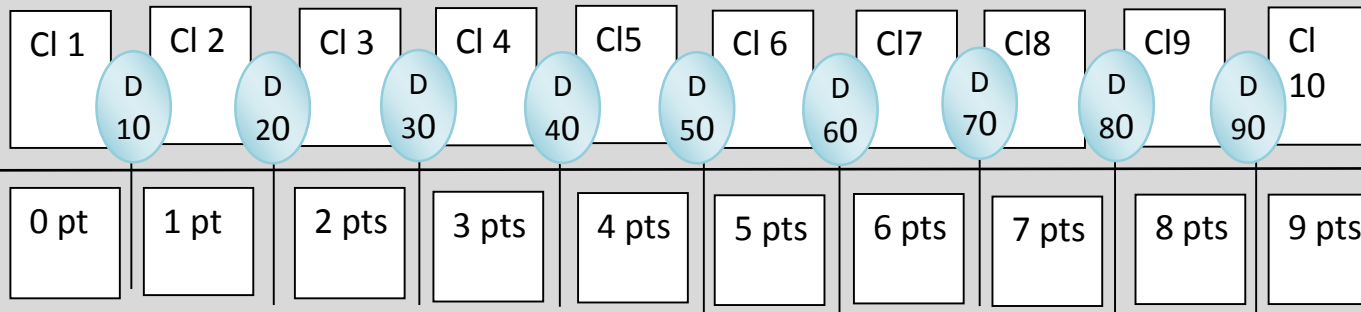 Cl 1
Cl 2
Cl 3
Cl 4
Cl5
Cl 6
Cl7
Cl8
Cl9
Cl
10
D
10
D
20
D
30
D
40
D
50
D
60
D
70
D
80
D
90
0 pt
1 pt
2 pts
3 pts
4 pts
5 pts
6 pts
7 pts
8 pts
9 pts